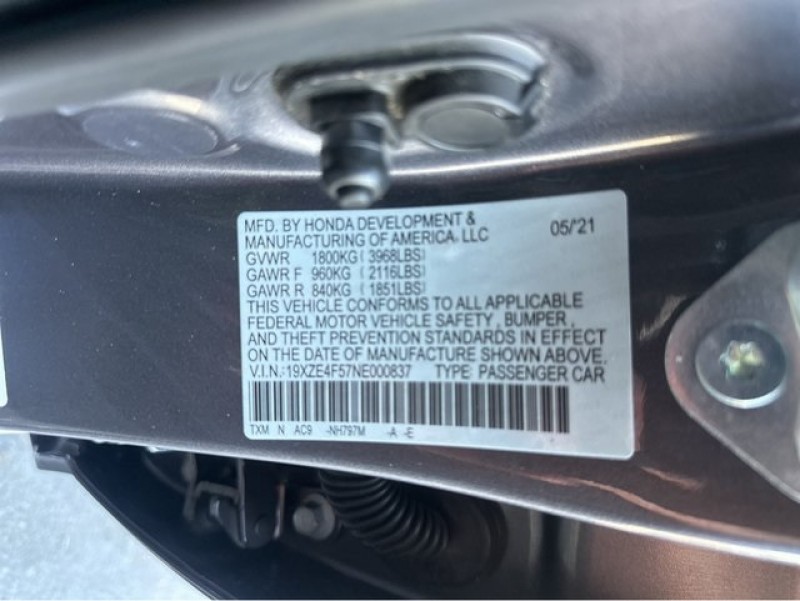 MFD. BY HONDA DEVELOPMENT & 05/'21
MANUFACTURING OF AMERICA, LLC
GVWR 1800KG (3968LBS)
GAWR F 960KG (2116LBS)
GAWR R 840KG (1851LBS)
THIS VEHICLE CONFORMS TO ALL APPLICABLE
FEDERAL MOTOR VEHICLE SAFETY, BUMPER,
AND THEFT PREVENTION STANDARDS IN EFFECT
ON THE DATE OF MANUFACTURE SHOWN ABOVE.
V.I.N.:19XZE4F57NE000837 TYPE: PASSENGER CAR
TXM N AC9 -NH797M -A -E